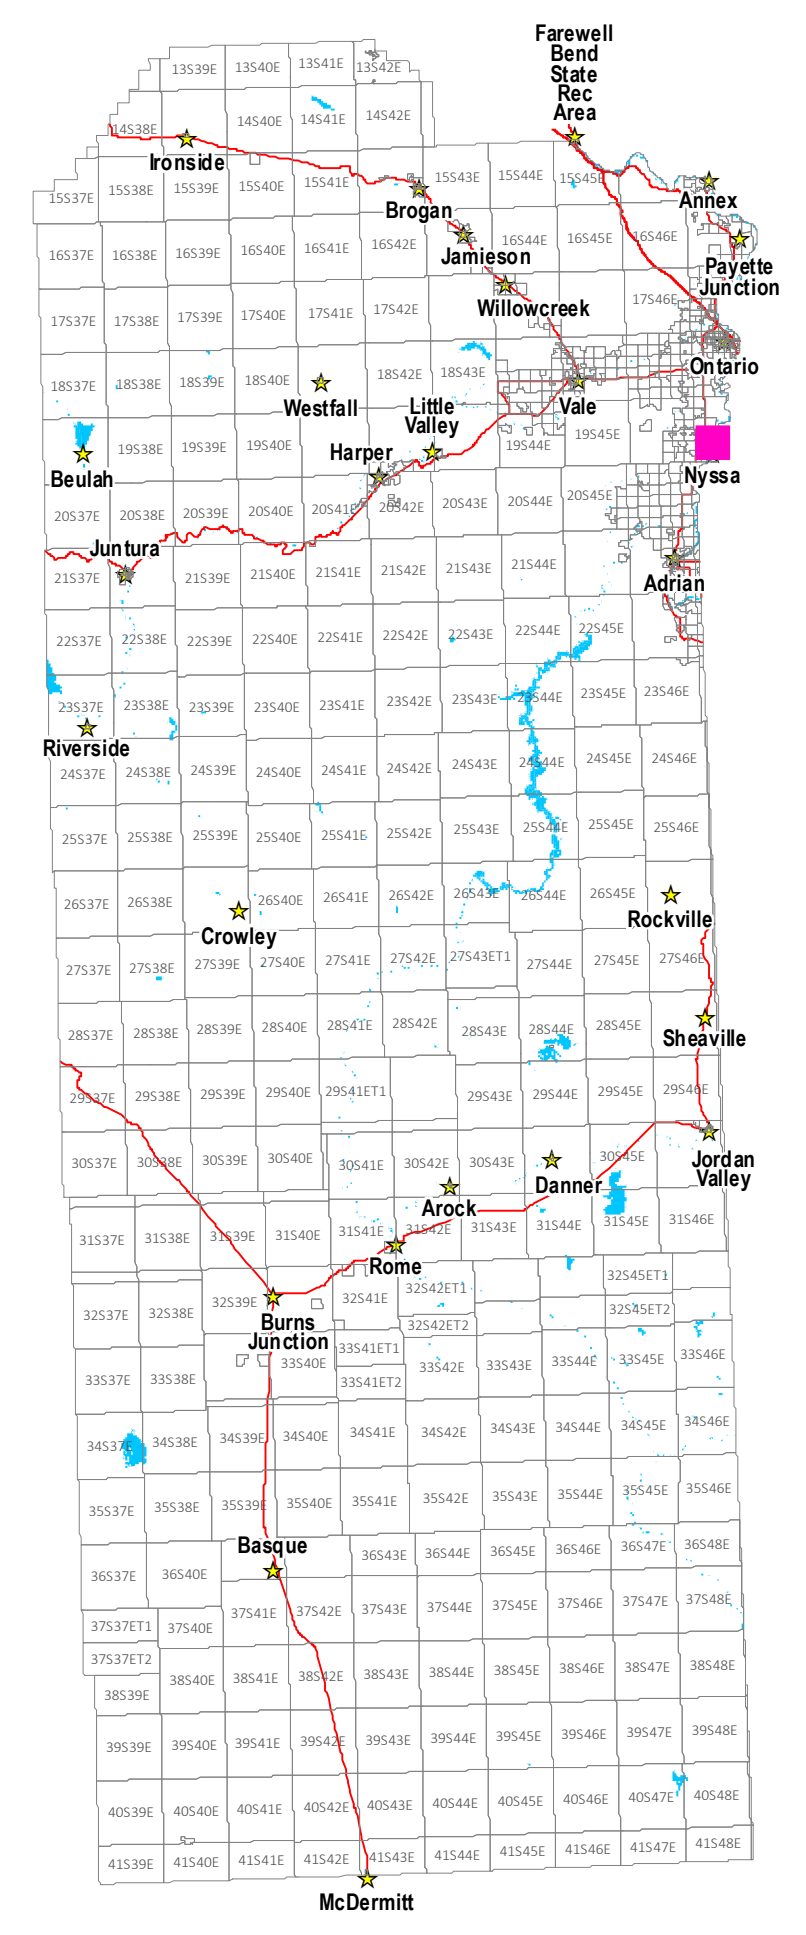 Farewell
Bend
State
Rec
Area
13S39E
13S40E
13S41E
13S42E
14S38E
14S40E
14S41E
14S42E
Ironside
15S37E
15S38E
15S39E
15S40E
15S41E
15S43E
15S44E
15S45E
Annex
Brogan
16S37E
16S38E
16S39E
16S40E
16S41E
16S42E
Jamieson
16S44E
16S45E
16S46E
Payette
Junction
17S37E
17S38E
17S39E
17S40E
17S41E
17S42E
Willowcreek
17S46E
Ontario
18S37E
18S38E
18S39E
18S40E
Westfall
18S42E
18S43E
Little
Valley
Vale
Beulah
19S38E
19S39E
19S40E
Harper
19S44E
19S45E
Nyssa
20S37E
20S38E
20S39E
20S40E
20S41E
20S42E
20S43E
20S44E
20S45E
Juntura
21S37E
21S39E
21S40E
21S41E
21S42E
21S43E
21S44E
Adrian
22S37E
22S38E
22S39E
22S40E
22S41E
22S42E
22S43E
22S44E
22S45E
23S37E
23S38E
23S39E
23S40E
23S41E
23S42E
23S43E
23S44E
23S45E
23S46E
Riverside
24S37E
24S38E
24S39E
24S40E
24S41E
24S42E
24S43E
24S44E
24S45E
24S46E
25S37E
25S38E
25S39E
25S40E
25S41E
25S42E
25S43E
25S44E
25S45E
25S46E
26S37E
26S38E
Crowley
26S40E
26S41E
26S42E
26S43E
26S44E
26S45E
Rockville
27S37E
27S38E
27S39E
27S40E
27S41E
27S42E
27S43ET1
27S44E
27S45E
27S46E
28S37E
28S38E
28S39E
28S40E
28S41E
28S42E
28S43E
28S44E
28S45E
Sheaville
29S37E
29S38E
29S39E
29S40E
29S41ET1
29S43E
29S44E
29S45E
29S46E
30S37E
30S38E
30S39E
30S40E
30S41E
30S42E
30S43E
Danner
30S45E
Jordan
Valley
Arock
31S37E
31S38E
31S39E
31S40E
31S41E
31S42E
31S43E
31S44E
31S45E
31S46E
Rome
32S37E
32S38E
32S39E
Burns
Junction
32S41E
32S42ET1
32S42ET2
32S45ET1
32S45ET2
33S37E
33S38E
33S40E
33S41ET1
33S41ET2
33S42E
33S43E
33S44E
33S45E
33S46E
34S37E
34S38E
34S39E
34S40E
34S41E
34S42E
34S43E
34S44E
34S45E
34S46E
35S37E
35S38E
35S39E
35S40E
35S41E
35S42E
35S43E
35S44E
35S45E
35S46E
Basque
36S37E
36S40E
36S43E
36S44E
36S45E
36S46E
36S47E
36S48E
37S37ET1
37S37ET2
37S40E
37S41E
37S42E
37S43E
37S44E
37S45E
37S46E
37S47E
37S48E
38S39E
38S40E
38S41E
38S42E
38S43E
38S44E
38S45E
38S46E
38S47E
38S48E
39S39E
39S40E
39S41E
39S42E
39S43E
39S44E
39S45E
39S46E
39S47E
39S48E
40S39E
40S40E
40S41E
40S42E
40S43E
40S44E
40S45E
40S46E
40S47E
40S48E
41S39E
41S40E
41S41E
41S42E
41S43E
41S44E
41S45E
41S46E
41S47E
41S48E
McDermitt